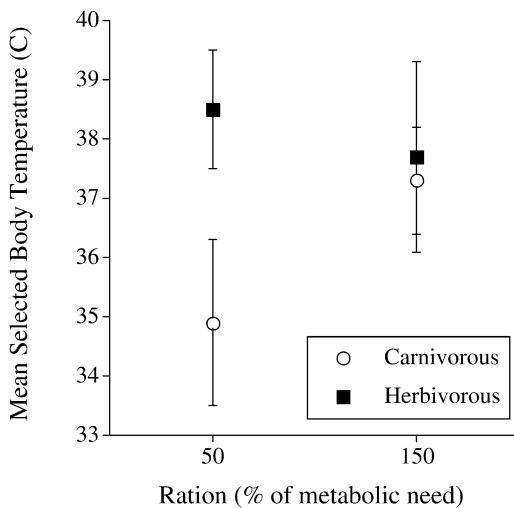 Mean Selected Body Temperature (C)
40
39
38
37
36
35
34
33
Carnivorous
Herbivorous
50
150
Ration (% of metabolic need)